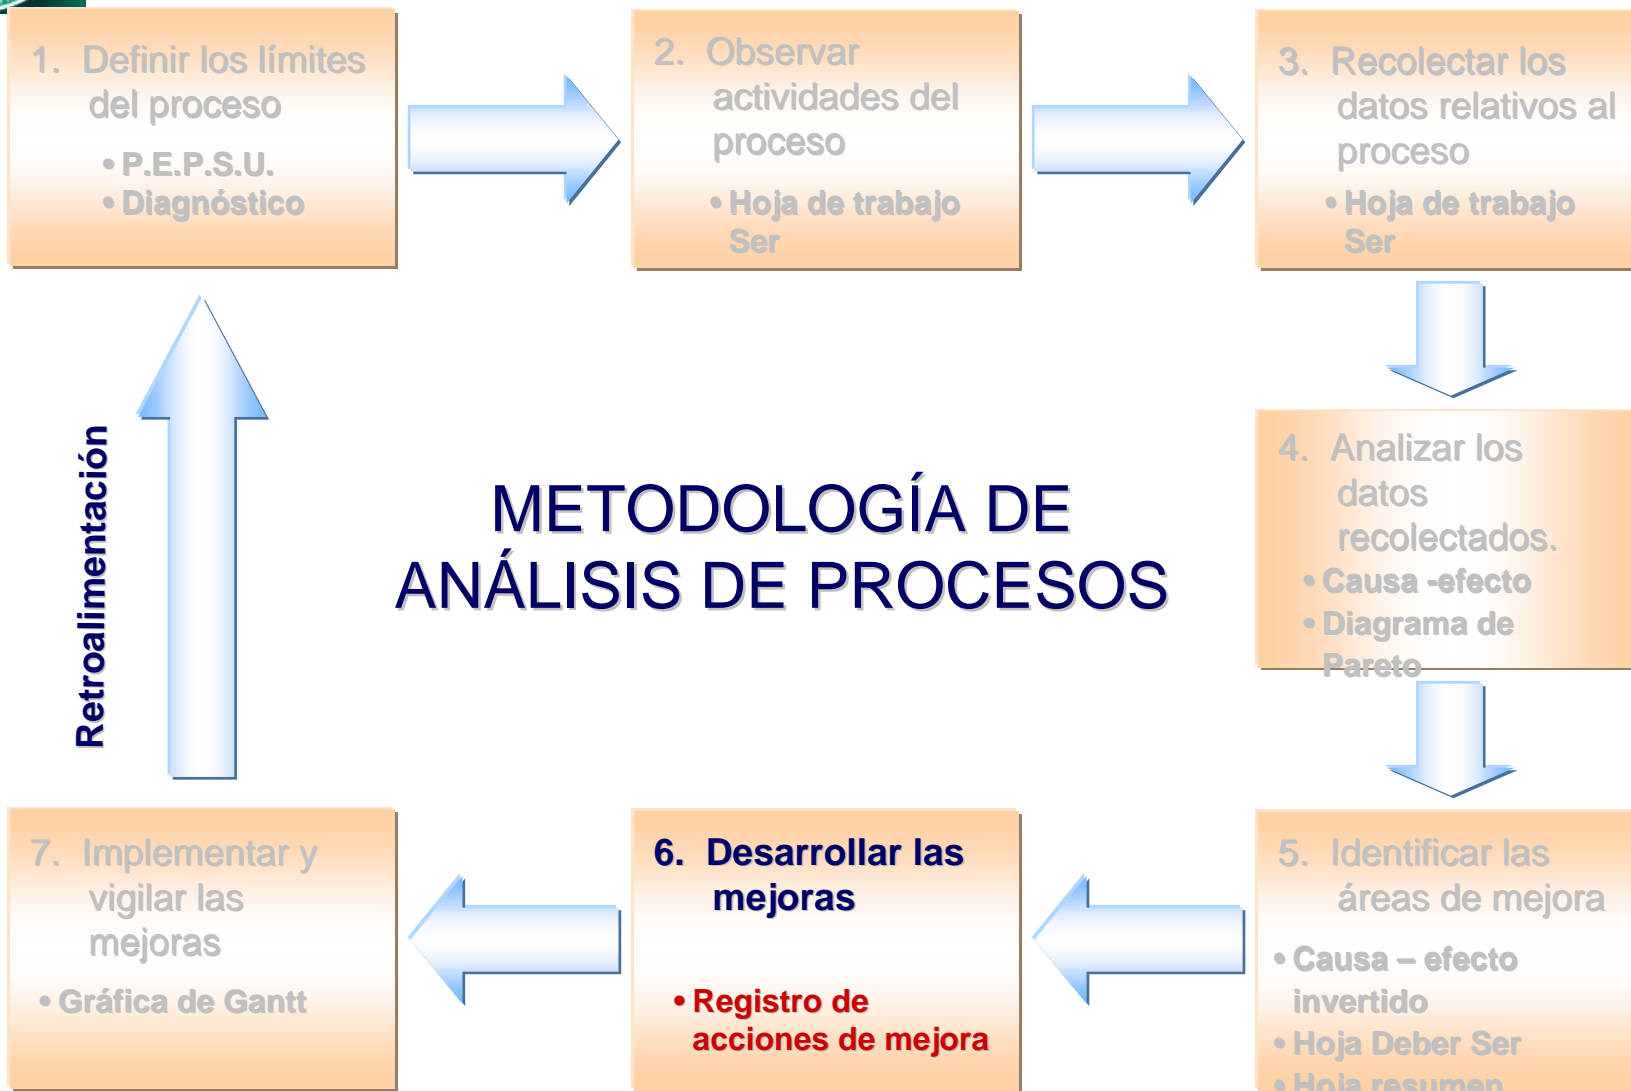 1. Definir los límites
del proceso
• P.E.P.S.U.
• Diagnóstico
2. Observar
actividades del
proceso
• Hoja de trabajo
Ser
3. Recolectar los
datos relativos al
proceso
• Hoja de trabajo
Ser
4. Analizar los
datos
recolectados.
• Causa -efecto
• Diagrama de
Pareto
METODOLOGÍA DE
ANÁLISIS DE PROCESOS
Retroalimentación
5. Identificar las
áreas de mejora
• Causa – efecto
invertido
• Hoja Deber Ser
• Hoja resumen
6. Desarrollar las
mejoras
• Registro de
acciones de mejora
7. Implementar y
vigilar las
mejoras
• Gráfica de Gantt